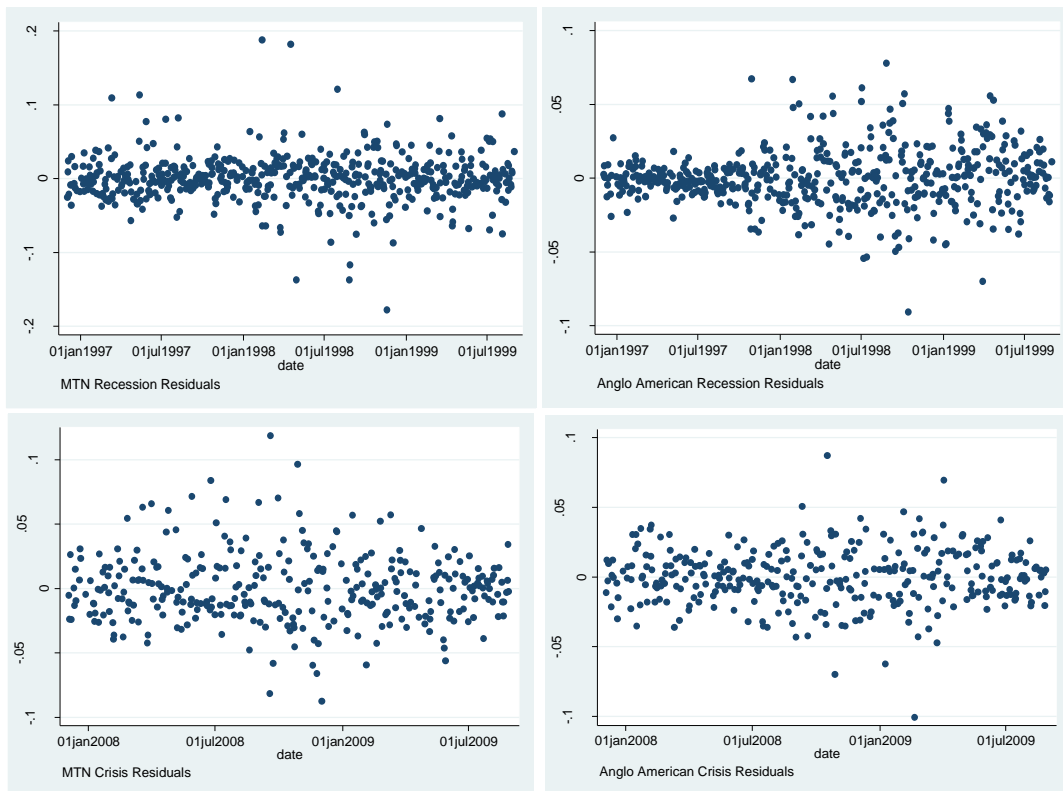 .2
.1
0
-.1
-.2
01jan1997 01jul1997 01jan1998 01jul1998 01jan1999 01jul1999
date
MTN Recession Residuals
.1
.05
0
-.05
-.1
01jan1997 01jul1997 01jan1998 01jul1998 01jan1999 01jul1999
date
Anglo American Recession Residuals
.1
.05
0
-.05
-.1
01jan2008 01jul2008 01jan2009 01jul2009
date
MTN Crisis Residuals
.1
.05
0
-.05
-.1
01jan2008 01jul2008 01jan2009 01jul2009
date
Anglo American Crisis Residuals